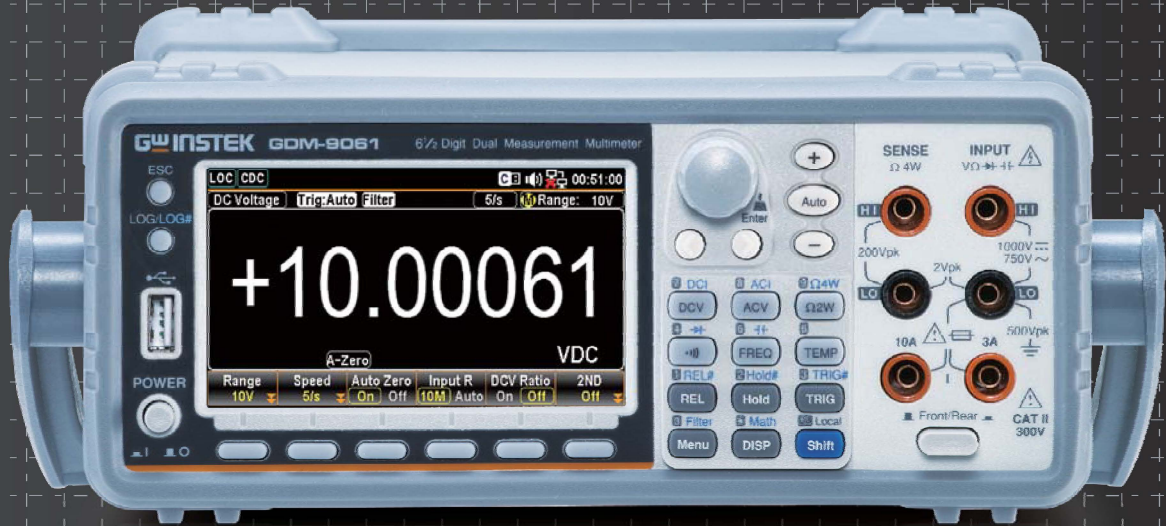 GW INSTEK GDM-9061 6½ Digit Dual Measurement Multimeter
ESC
LOG/LOG#
POWER
I O
LOC CDC 00:51:00
DC Voltage Trig:Auto Filter 5/s M Range: 10V
+10.00061
A-Zero VDC
Range Speed Auto Zero Input R DCV Ratio 2ND
10V 5/s On Off 10M Auto On Off Off
Enter
+
Auto
−
DCI ACI Ω4W
DCV ACV Ω2W
FREQ TEMP
REL# Hold# TRIG#
REL Hold TRIG
Filter Math Local
Menu DISP Shift
SENSE INPUT
Ω 4W VΩ
HI HI
200Vpk 1000V
2Vpk 750V
LO LO
500Vpk
10A 3A
Front/Rear CAT II
300V